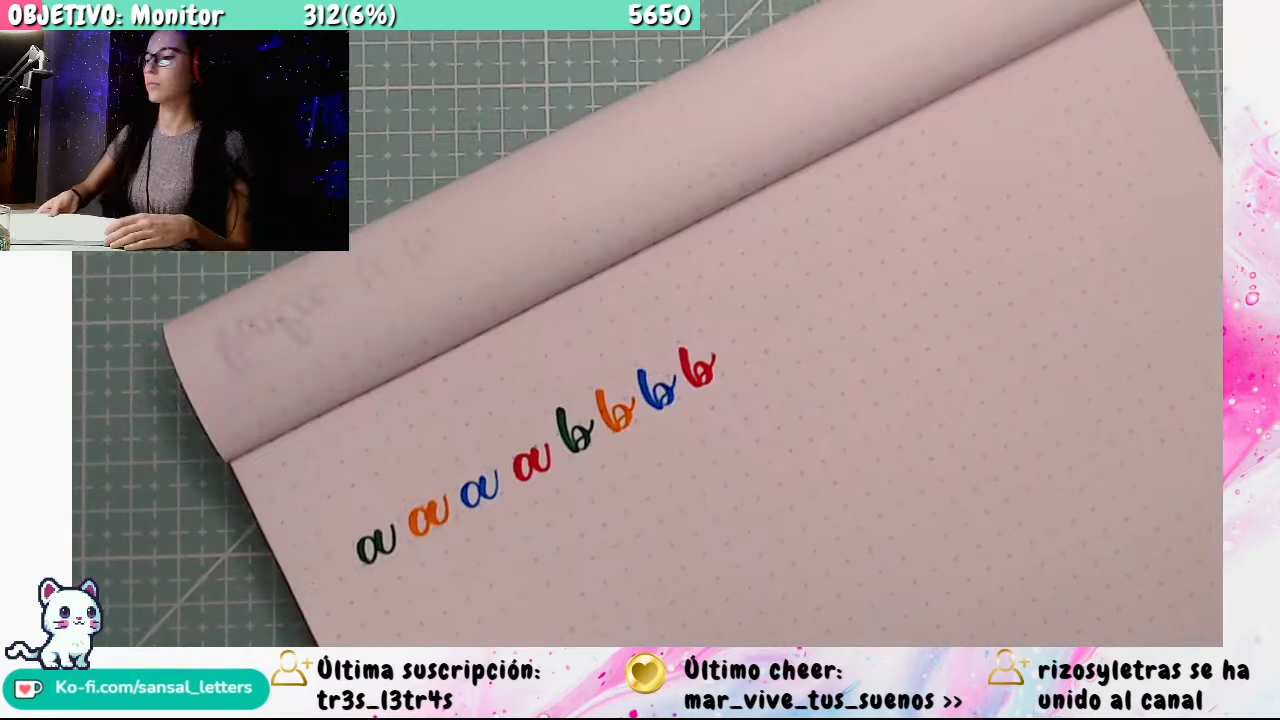 OBJETIVO: Monitor 312(6%) 5650
a a a a b b b b
Ko-fi.com/sansal_letters
Última suscripción:
tr3s_l3tr4s
Último cheer:
mar_vive_tus_suenos >>
rizosyletras se ha
unido al canal